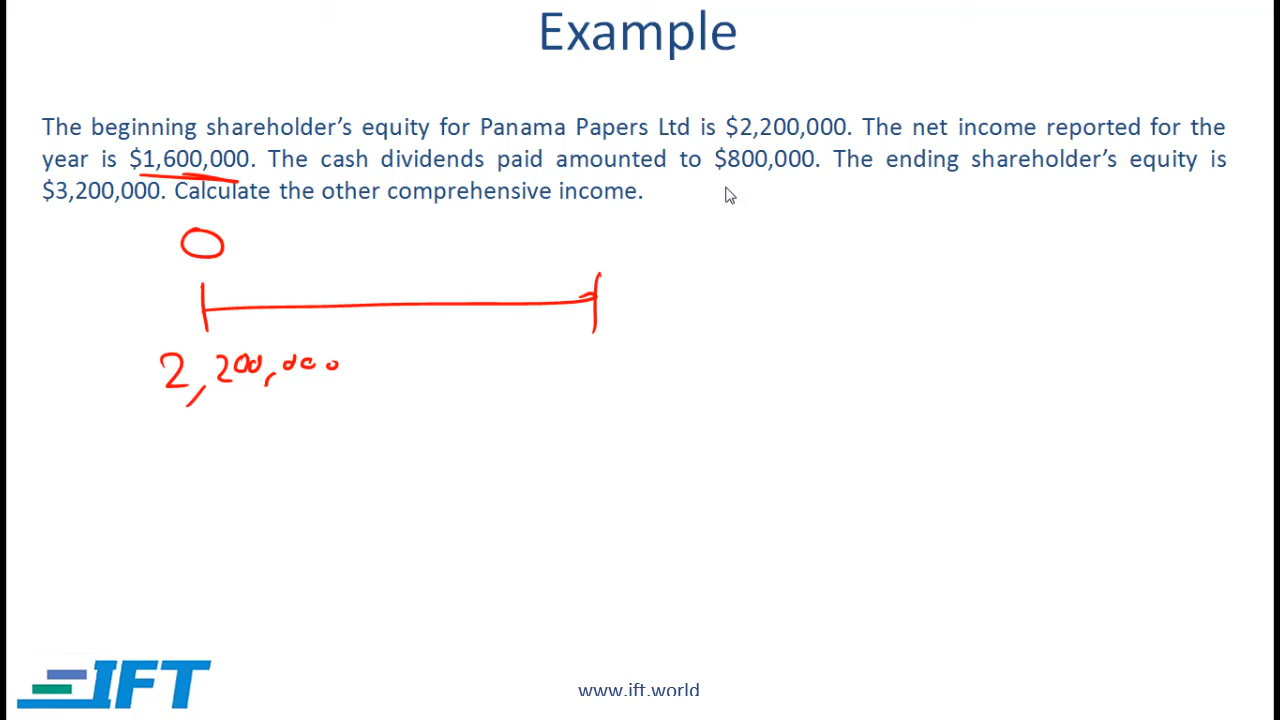 Example
The beginning shareholder’s equity for Panama Papers Ltd is $2,200,000. The net income reported for the
year is $1,600,000. The cash dividends paid amounted to $800,000. The ending shareholder’s equity is
$3,200,000. Calculate the other comprehensive income.
0
2,200,000
IFT
www.ift.world